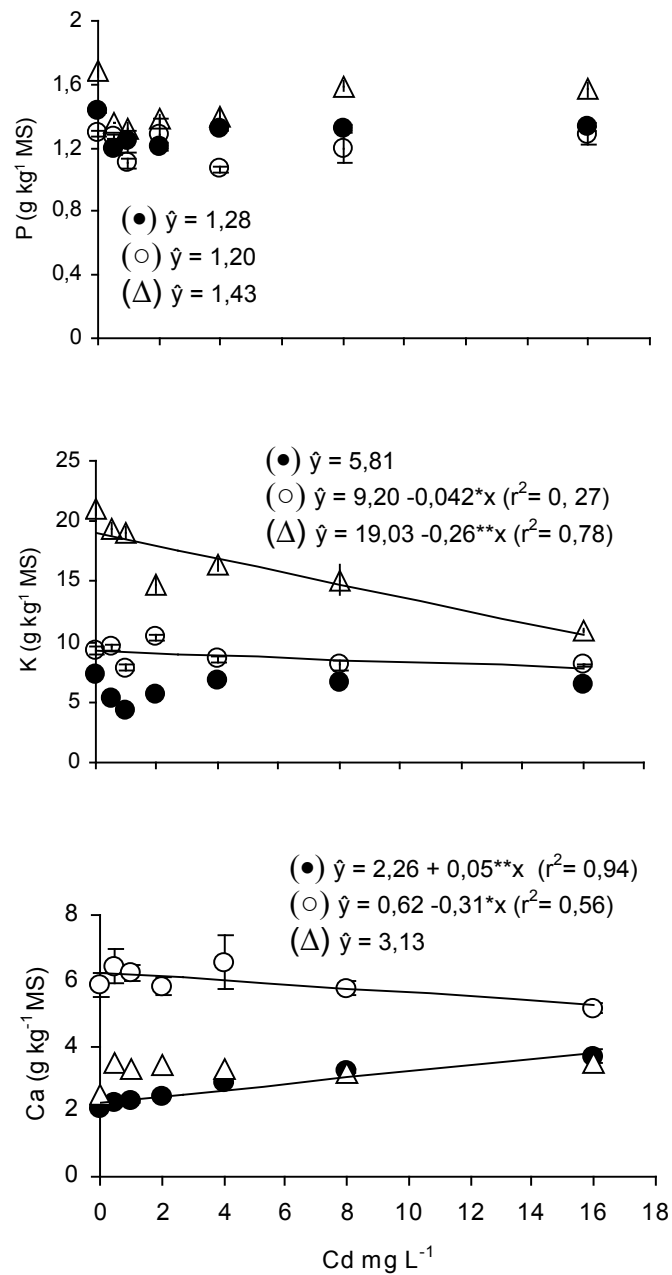 2
1,6
1,2
0,8
0,4
0
P (g kg¹ MS)
(●) ŷ = 1,28
(○) ŷ = 1,20
(Δ) ŷ = 1,43
25
20
15
10
5
0
K (g kg¹ MS)
(●) ŷ = 5,81
(○) ŷ = 9,20 -0,042*x (r²= 0, 27)
(Δ) ŷ = 19,03 -0,26**x (r²= 0,78)
(●) ŷ = 2,26 + 0,05**x (r²= 0,94)
(○) ŷ = 0,62 -0,31*x (r²= 0,56)
(Δ) ŷ = 3,13
8
6
4
2
0
Ca (g kg⁻¹ MS)
0 2 4 6 8 10 12 14 16 18
Cd mg L⁻¹